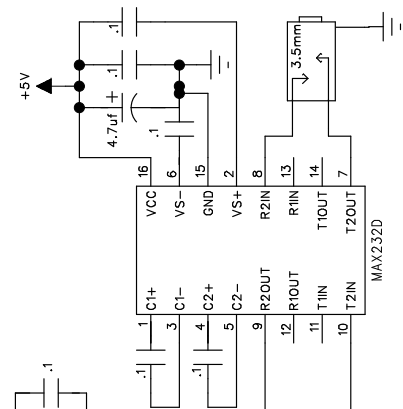 .1
.1
+5V
4.7uf +
.1
3.5mm
16
6
15
2
8
13
14
7
VCC
VS-
GND
VS+
R2IN
R1IN
T1OUT
T2OUT
MAX232D
C1+
C1-
C2+
C2-
R2OUT
R1OUT
T1IN
T2IN
1
3
4
5
9
12
11
10
.1
.1
.1